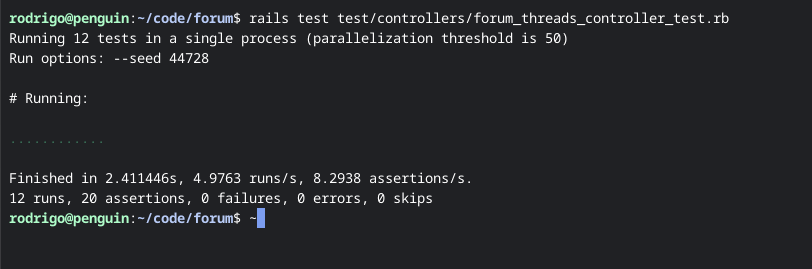 rodrigo@penguin:~/code/forum$ rails test test/controllers/forum_threads_controller_test.rb
Running 12 tests in a single process (parallelization threshold is 50)
Run options: --seed 44728
# Running:
............
Finished in 2.411446s, 4.9763 runs/s, 8.2938 assertions/s.
12 runs, 20 assertions, 0 failures, 0 errors, 0 skips
rodrigo@penguin:~/code/forum$ ~